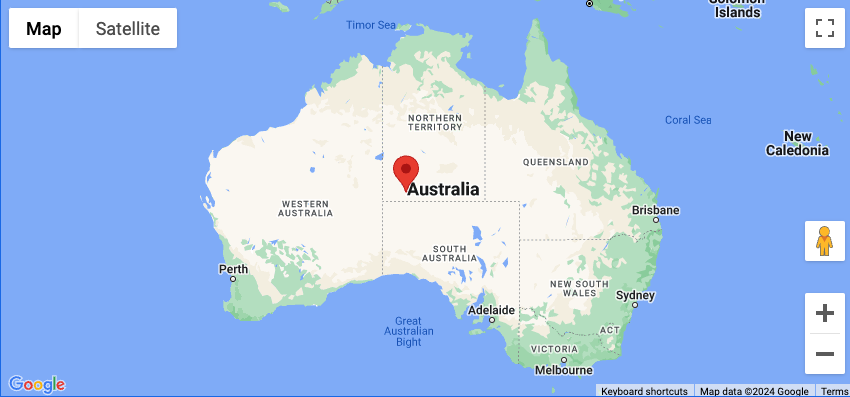 Solomon
Islands
Timor Sea
Map
Satellite
Coral Sea
NORTHERN
TERRITORY
New
Caledonia
QUEENSLAND
Australia
WESTERN
AUSTRALIA
Brisbane
SOUTH
AUSTRALIA
Perth
NEW SOUTH
WALES
Sydney
Adelaide
Great
Australian
Bight
ACT
VICTORIA
Melbourne
Google
Keyboard shortcuts
Map data ©2024 Google
Terms